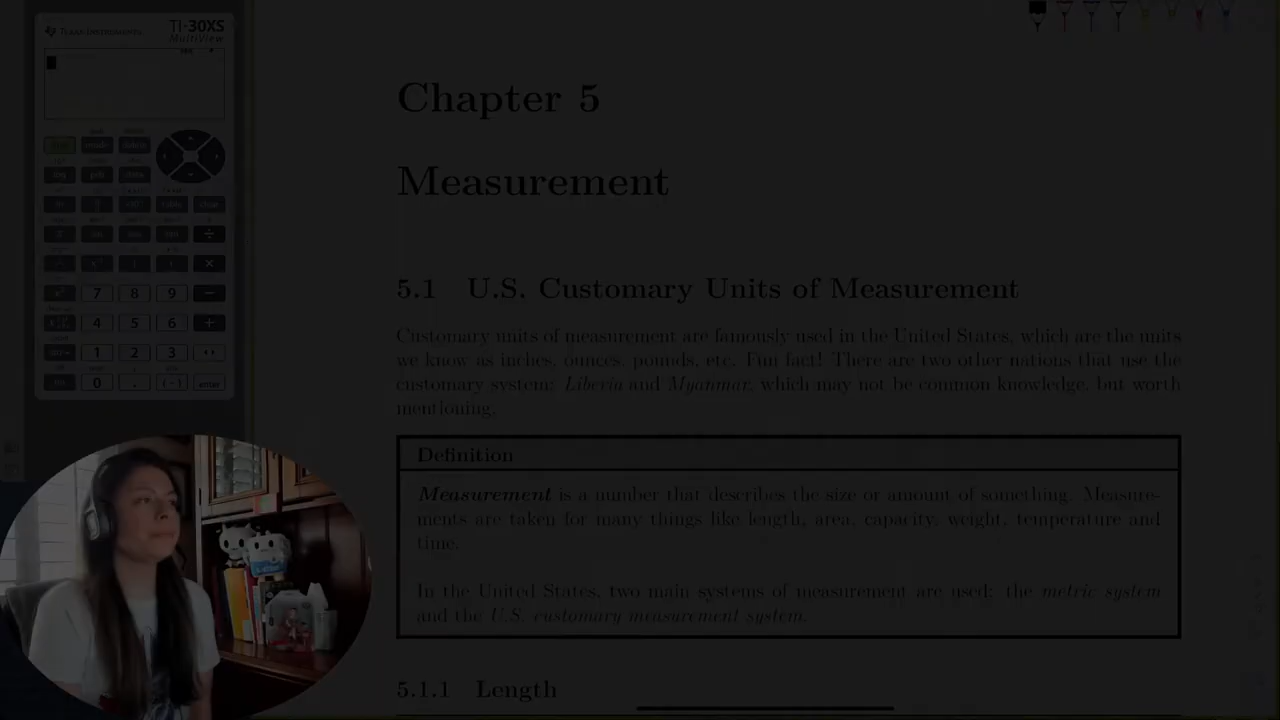 TEXAS INSTRUMENTS
TI-30XS
MultiView
log prb data
7 8 9 −
4 5 6 +
1 2 3
0 . (−) enter
Chapter 5
Measurement
5.1 U.S. Customary Units of Measurement
Customary units of measurement are famously used in the United States, which are the units
we know as inches, ounces, pounds, etc. Fun fact! There are two other nations that use the
customary system: Liberia and Myanmar, which may not be common knowledge, but worth
mentioning.
Definition
Measurement is a number that describes the size or amount of something. Measure-
ments are taken for many things like length, area, capacity, weight, temperature and
time.
In the United States, two main systems of measurement are used: the metric system
and the U.S. customary measurement system.
5.1.1 Length